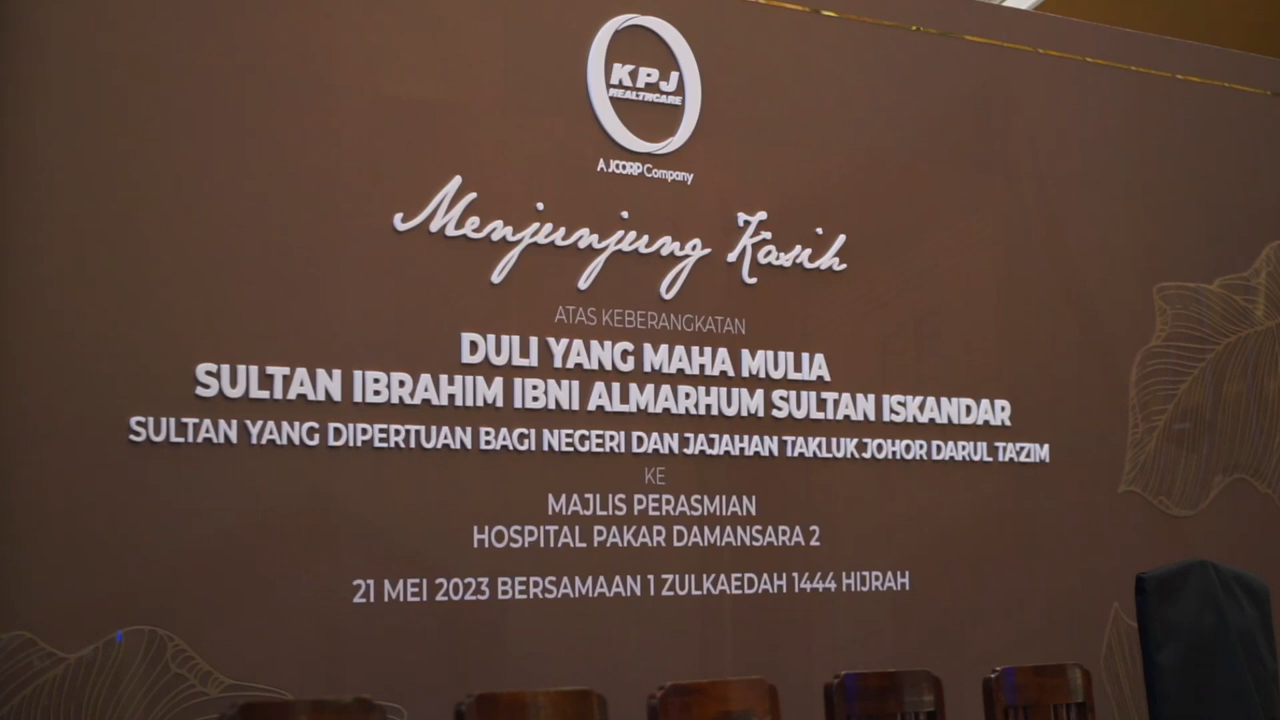 KPJ
HEALTHCARE
A JCORP Company
Menjunjung Kasih
ATAS KEBERANGKATAN
DULI YANG MAHA MULIA
SULTAN IBRAHIM IBNI ALMARHUM SULTAN ISKANDAR
SULTAN YANG DIPERTUAN BAGI NEGERI DAN JAJAHAN TAKLUK JOHOR DARUL TA'ZIM
KE
MAJLIS PERASMIAN
HOSPITAL PAKAR DAMANSARA 2
21 MEI 2023 BERSAMAAN 1 ZULKAEDAH 1444 HIJRAH